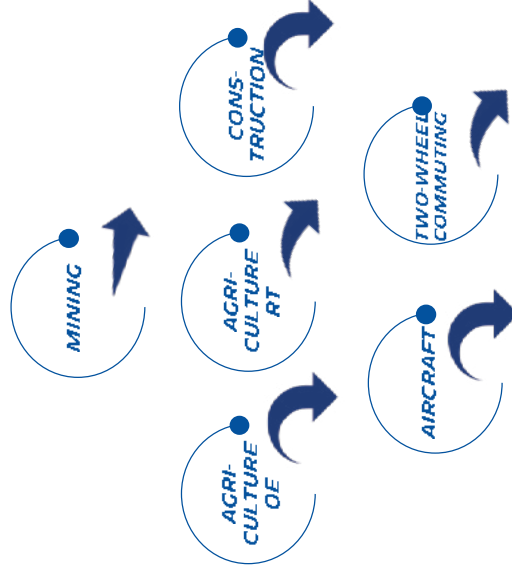 MINING
AGRI-
CULTURE
OE
AGRI-
CULTURE
RT
CONS-
TRUCTION
AIRCRAFT
TWO-WHEEL
COMMUTING